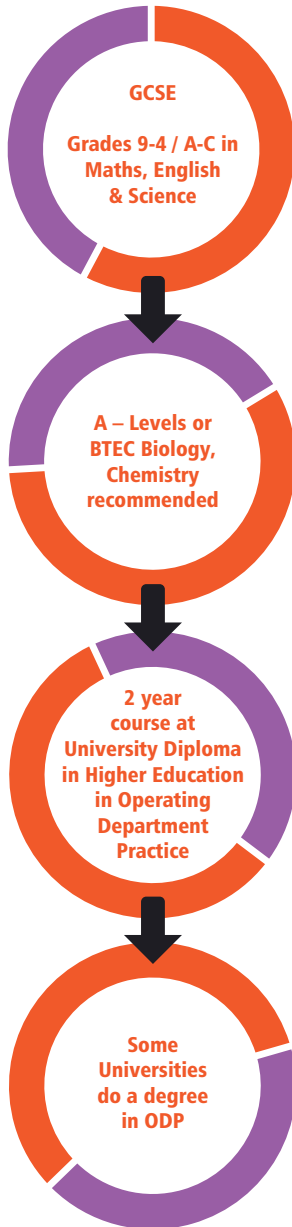 GCSE
Grades 9-4 / A-C in
Maths, English
& Science
A – Levels or
BTEC Biology,
Chemistry
recommended
2 year
course at
University Diploma
in Higher Education
in Operating
Department
Practice
Some
Universities
do a degree
in ODP